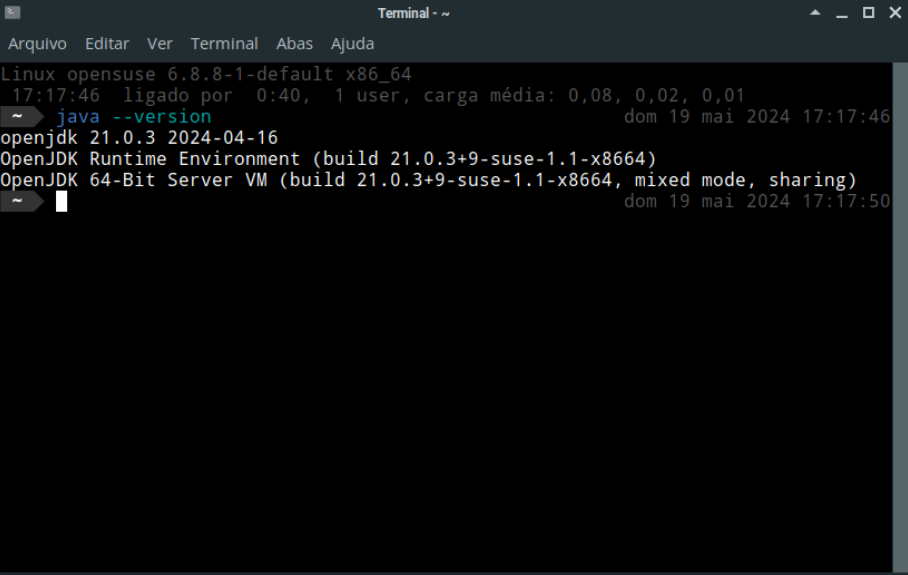 Terminal - ~
Arquivo Editar Ver Terminal Abas Ajuda
Linux opensuse 6.8.8-1-default x86_64
17:17:46 ligado por 0:40, 1 user, carga média: 0,08, 0,02, 0,01
~ java --version dom 19 mai 2024 17:17:46
openjdk 21.0.3 2024-04-16
OpenJDK Runtime Environment (build 21.0.3+9-suse-1.1-x8664)
OpenJDK 64-Bit Server VM (build 21.0.3+9-suse-1.1-x8664, mixed mode, sharing)
~ dom 19 mai 2024 17:17:50